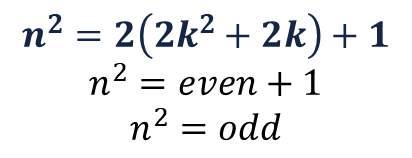 n² = 2(2k² + 2k) + 1
n² = even + 1
n² = odd